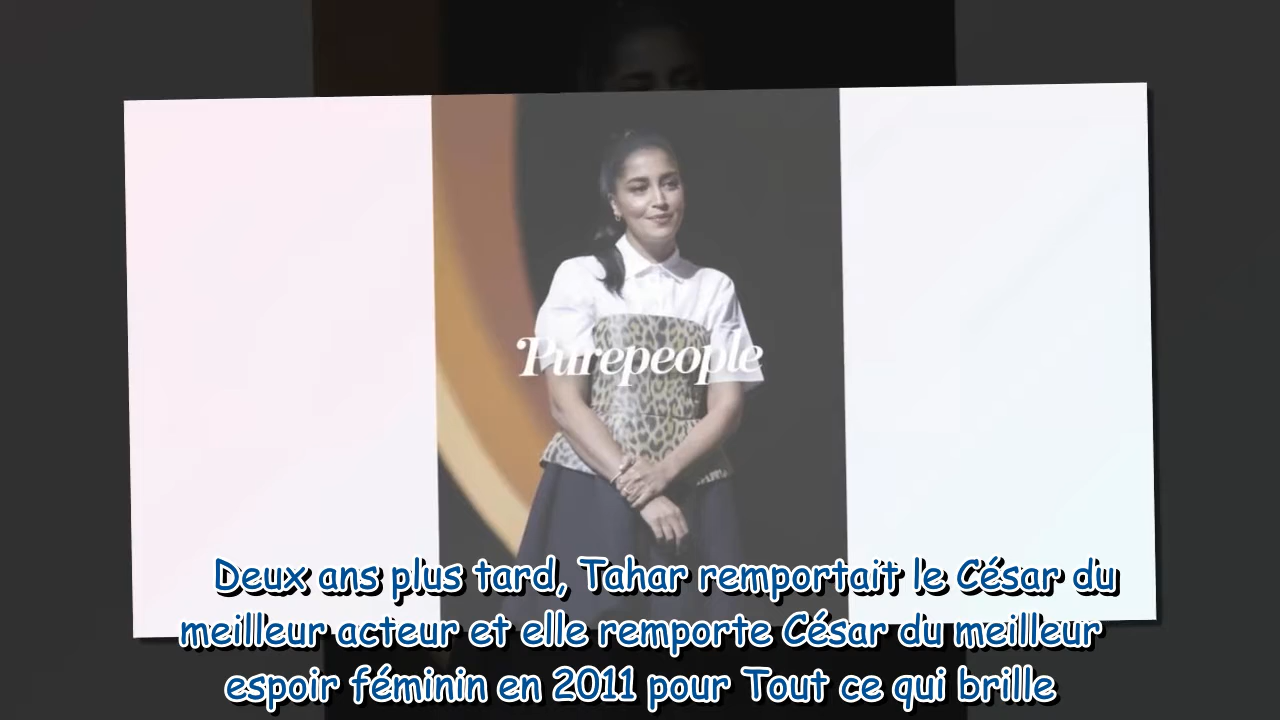 Purepeople
Deux ans plus tard, Tahar remportait le César du
meilleur acteur et elle remporte César du meilleur
espoir féminin en 2011 pour Tout ce qui brille